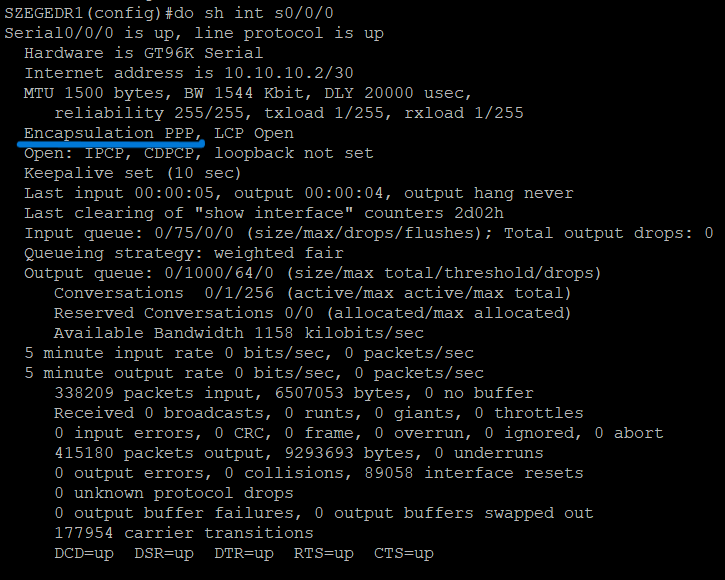 SZEGEDR1(config)#do sh int s0/0/0
Serial0/0/0 is up, line protocol is up
Hardware is GT96K Serial
Internet address is 10.10.10.2/30
MTU 1500 bytes, BW 1544 Kbit, DLY 20000 usec,
reliability 255/255, txload 1/255, rxload 1/255
Encapsulation PPP, LCP Open
Open: IPCP, CDPCP, loopback not set
Keepalive set (10 sec)
Last input 00:00:05, output 00:00:04, output hang never
Last clearing of "show interface" counters 2d02h
Input queue: 0/75/0/0 (size/max/drops/flushes); Total output drops: 0
Queueing strategy: weighted fair
Output queue: 0/1000/64/0 (size/max total/threshold/drops)
Conversations  0/1/256 (active/max active/max total)
Reserved Conversations 0/0 (allocated/max allocated)
Available Bandwidth 1158 kilobits/sec
5 minute input rate 0 bits/sec, 0 packets/sec
5 minute output rate 0 bits/sec, 0 packets/sec
338209 packets input, 6507053 bytes, 0 no buffer
Received 0 broadcasts, 0 runts, 0 giants, 0 throttles
0 input errors, 0 CRC, 0 frame, 0 overrun, 0 ignored, 0 abort
415180 packets output, 9293693 bytes, 0 underruns
0 output errors, 0 collisions, 89058 interface resets
0 unknown protocol drops
0 output buffer failures, 0 output buffers swapped out
177954 carrier transitions
DCD=up  DSR=up  DTR=up  RTS=up  CTS=up